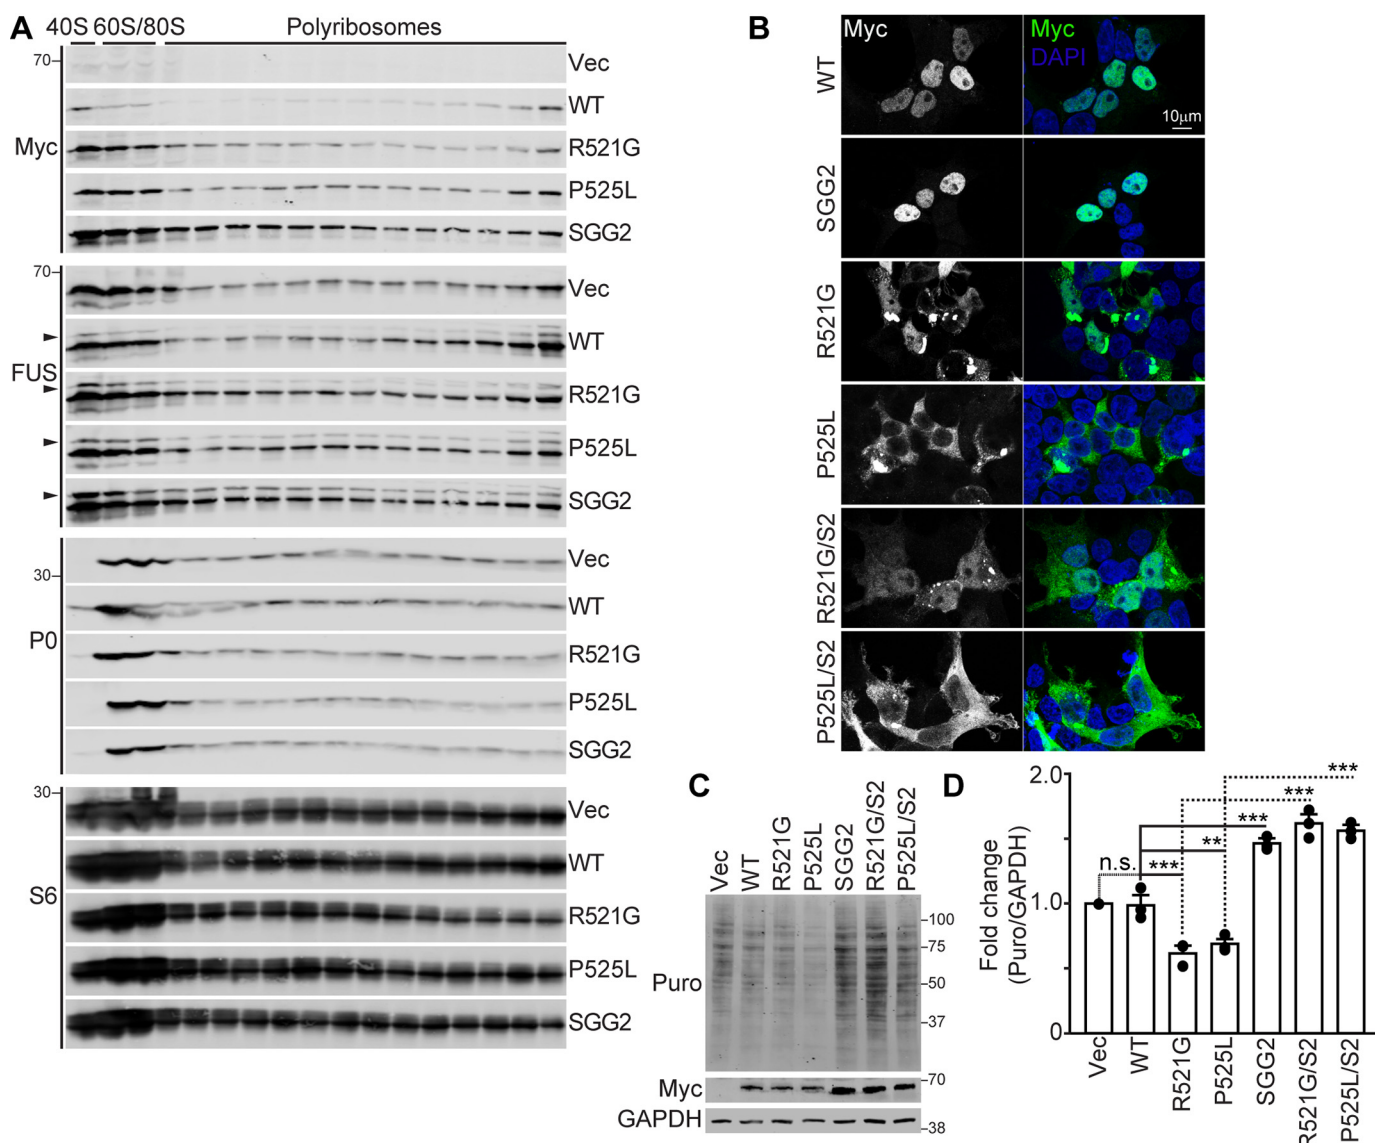 A
40S 60S/80S Polyribosomes
70
Vec
WT
Myc
R521G
P525L
SGG2
70
Vec
WT
FUS
R521G
P525L
SGG2
Vec
30
WT
P0
R521G
P525L
SGG2
30
Vec
WT
S6
R521G
P525L
SGG2
B
Myc Myc
DAPI
WT
10μm
SGG2
R521G
P525L
R521G/S2
P525L/S2
C
Vec WT R521G P525L SGG2 R521G/S2 P525L/S2
100
75
Puro
50
37
Myc
70
GAPDH
38
D
2.0
1.0
0
Fold change
(Puro/GAPDH)
***
***
***
**
n.s. ***
Vec WT R521G P525L SGG2 R521G/S2 P525L/S2